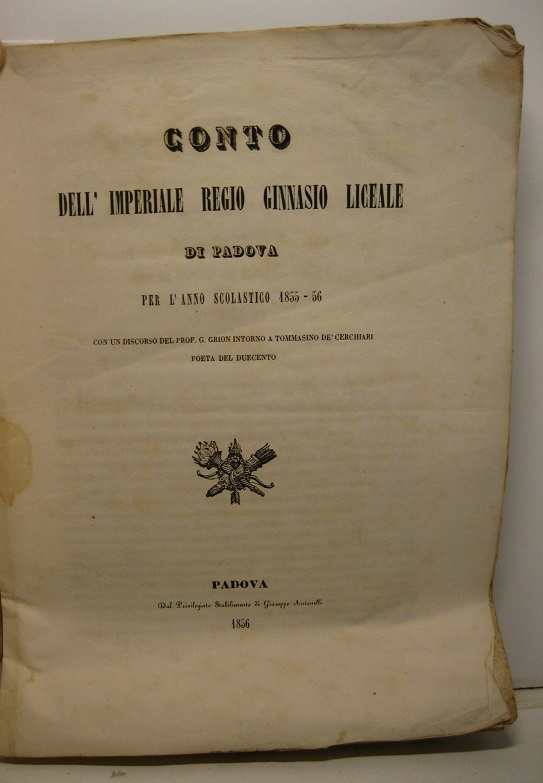 CONTO
DELL' IMPERIALE REGIO GINNASIO LICEALE
DI PADOVA
PER L'ANNO SCOLASTICO 1855 - 56
CON UN DISCORSO DEL PROF. G. GRION INTORNO A TOMMASINO DE' CERCHIARI
POETA DEL DUECENTO
PADOVA
Dal Privilegiato Stabilimento di Giuseppe Antonelli
1856